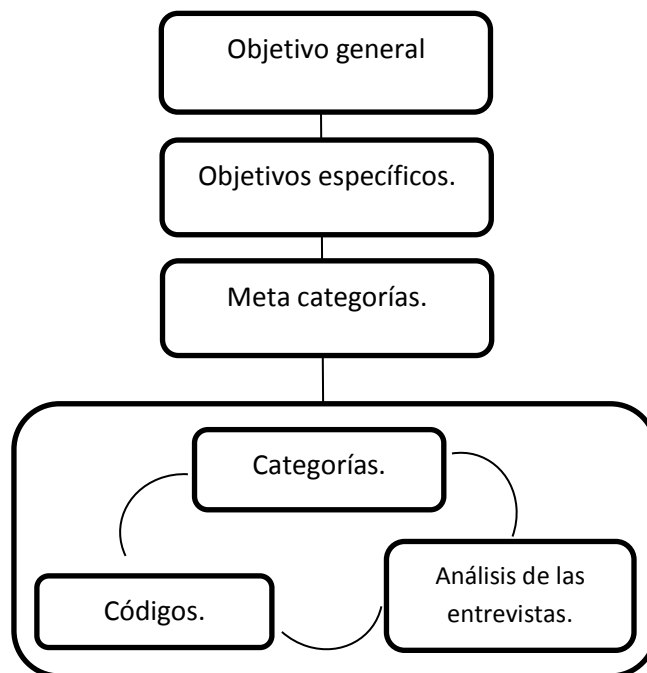 Objetivo general
Objetivos específicos.
Meta categorías.
Categorías.
Análisis de las
entrevistas.
Códigos.